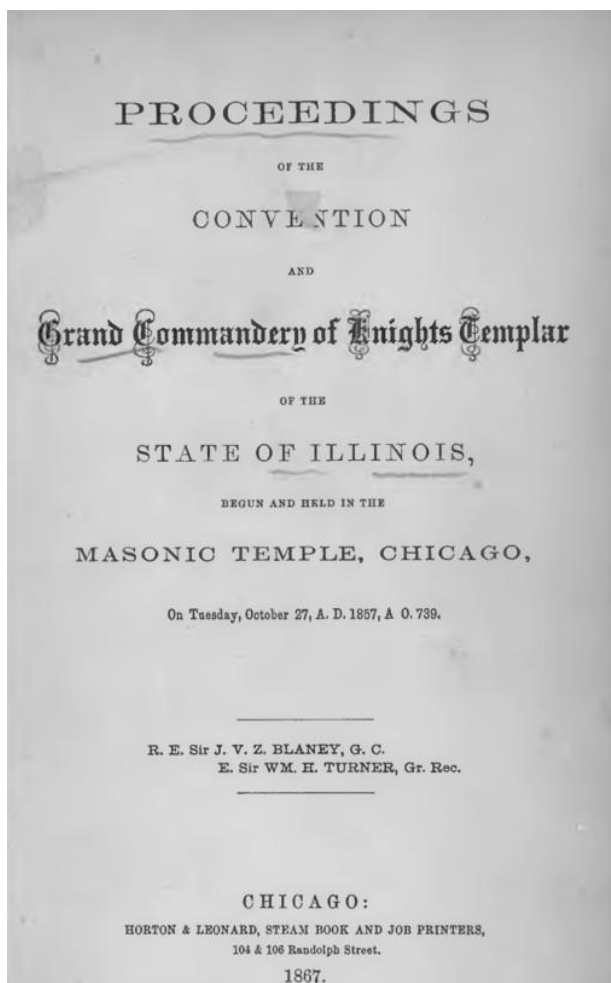 PROCEEDINGS
OF THE
CONVENTION
AND
Grand Commandery of Knights Templar
OF THE
STATE OF ILLINOIS,
BEGUN AND HELD IN THE
MASONIC TEMPLE, CHICAGO,
On Tuesday, October 27, A. D. 1857, A O. 739.
R. E. Sir J. V. Z. BLANEY, G. C.
E. Sir WM. H. TURNER, Gr. Rec.
CHICAGO:
HORTON & LEONARD, STEAM BOOK AND JOB PRINTERS,
104 & 106 Randolph Street.
1867.